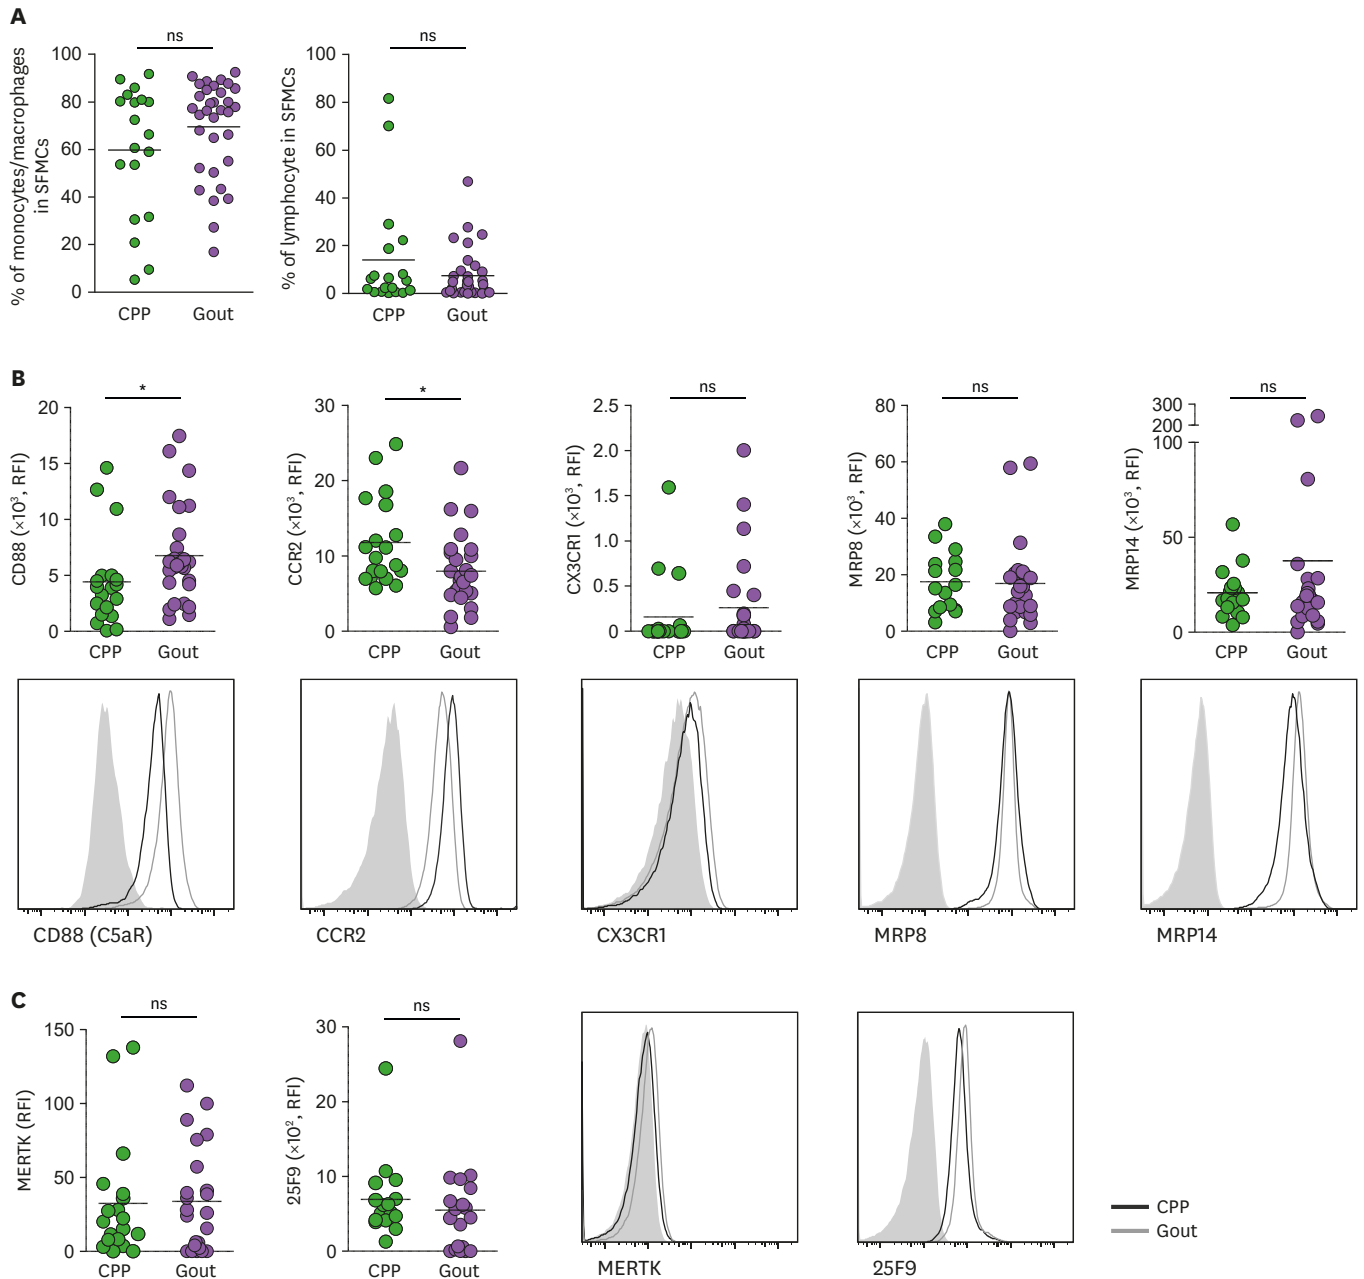 A
ns
ns
% of monocytes/macrophages
in SFMCs
100
80
60
40
20
0
CPP
Gout
% of lymphocyte in SFMCs
100
80
60
40
20
0
CPP
Gout
B
*
CD88 (×10³, RFI)
20
15
10
5
0
CPP
Gout
*
CCR2 (×10³, RFI)
30
20
10
0
CPP
Gout
ns
CX3CR1 (×10³, RFI)
2.5
2.0
1.5
1.0
0.5
0
CPP
Gout
ns
MRP8 (×10³, RFI)
80
60
40
20
0
CPP
Gout
ns
MRP14 (×10³, RFI)
300
200
100
50
0
CPP
Gout
CD88 (C5aR)
CCR2
CX3CR1
MRP8
MRP14
C
ns
MERTK (RFI)
150
100
50
0
CPP
Gout
ns
25F9 (×10², RFI)
30
20
10
0
CPP
Gout
MERTK
25F9
CPP
Gout